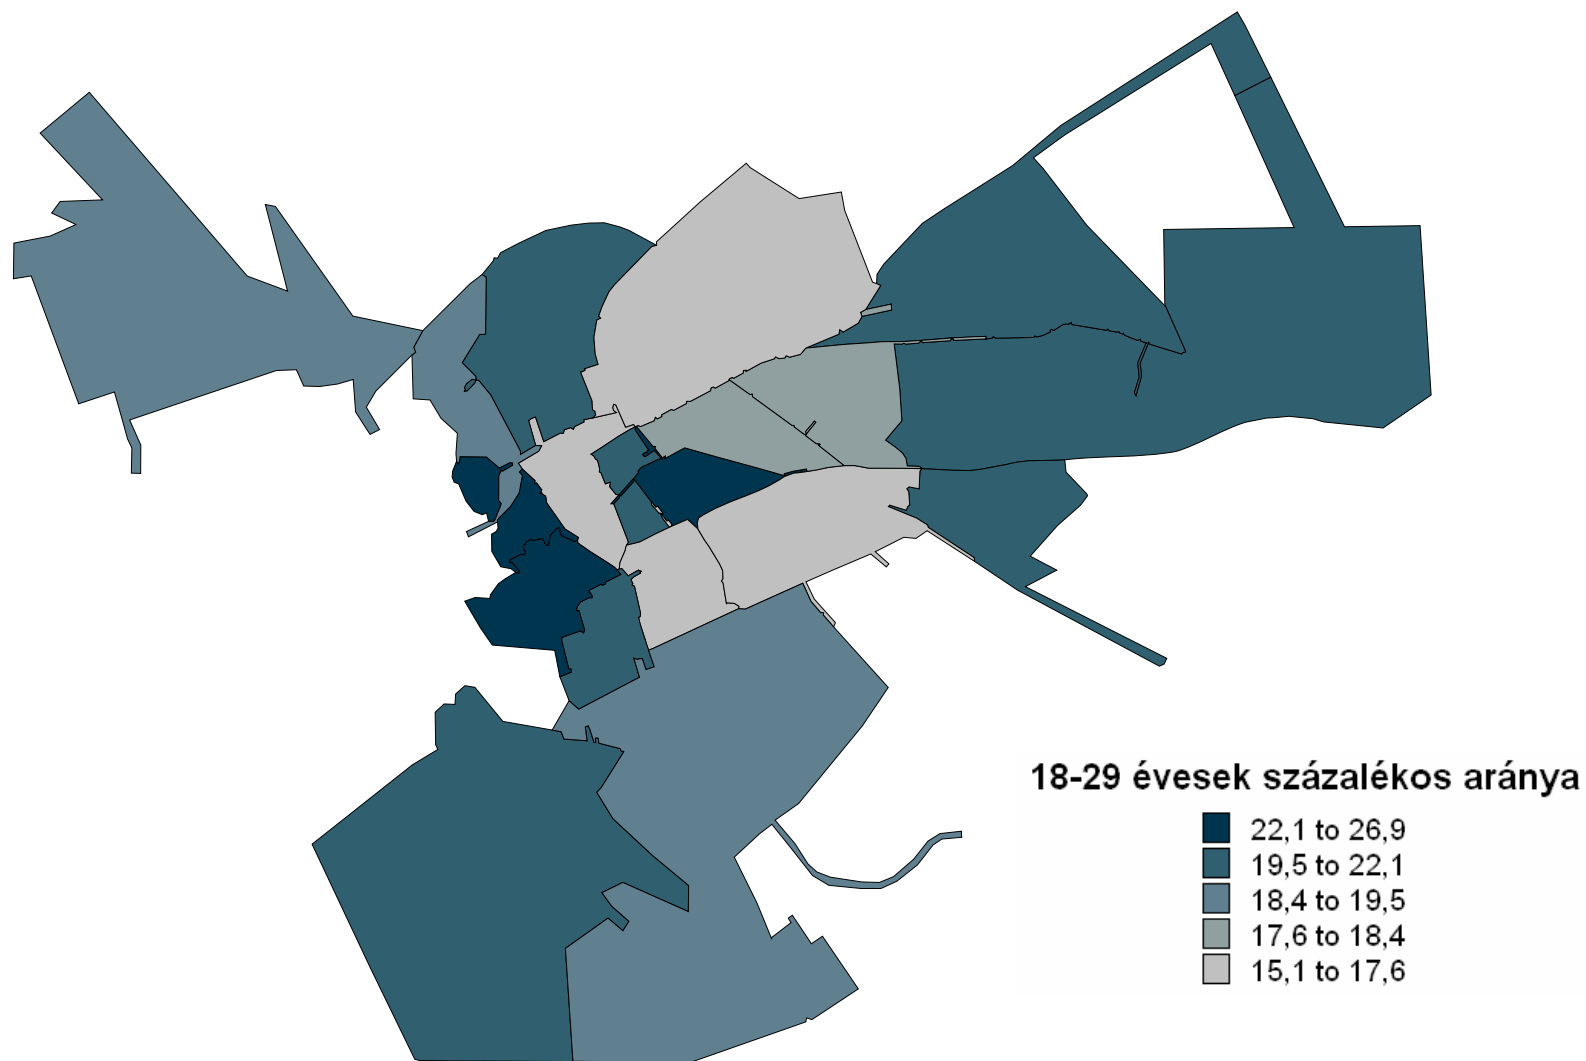 18-29 évesek százalékos aránya
22,1 to 26,9
19,5 to 22,1
18,4 to 19,5
17,6 to 18,4
15,1 to 17,6